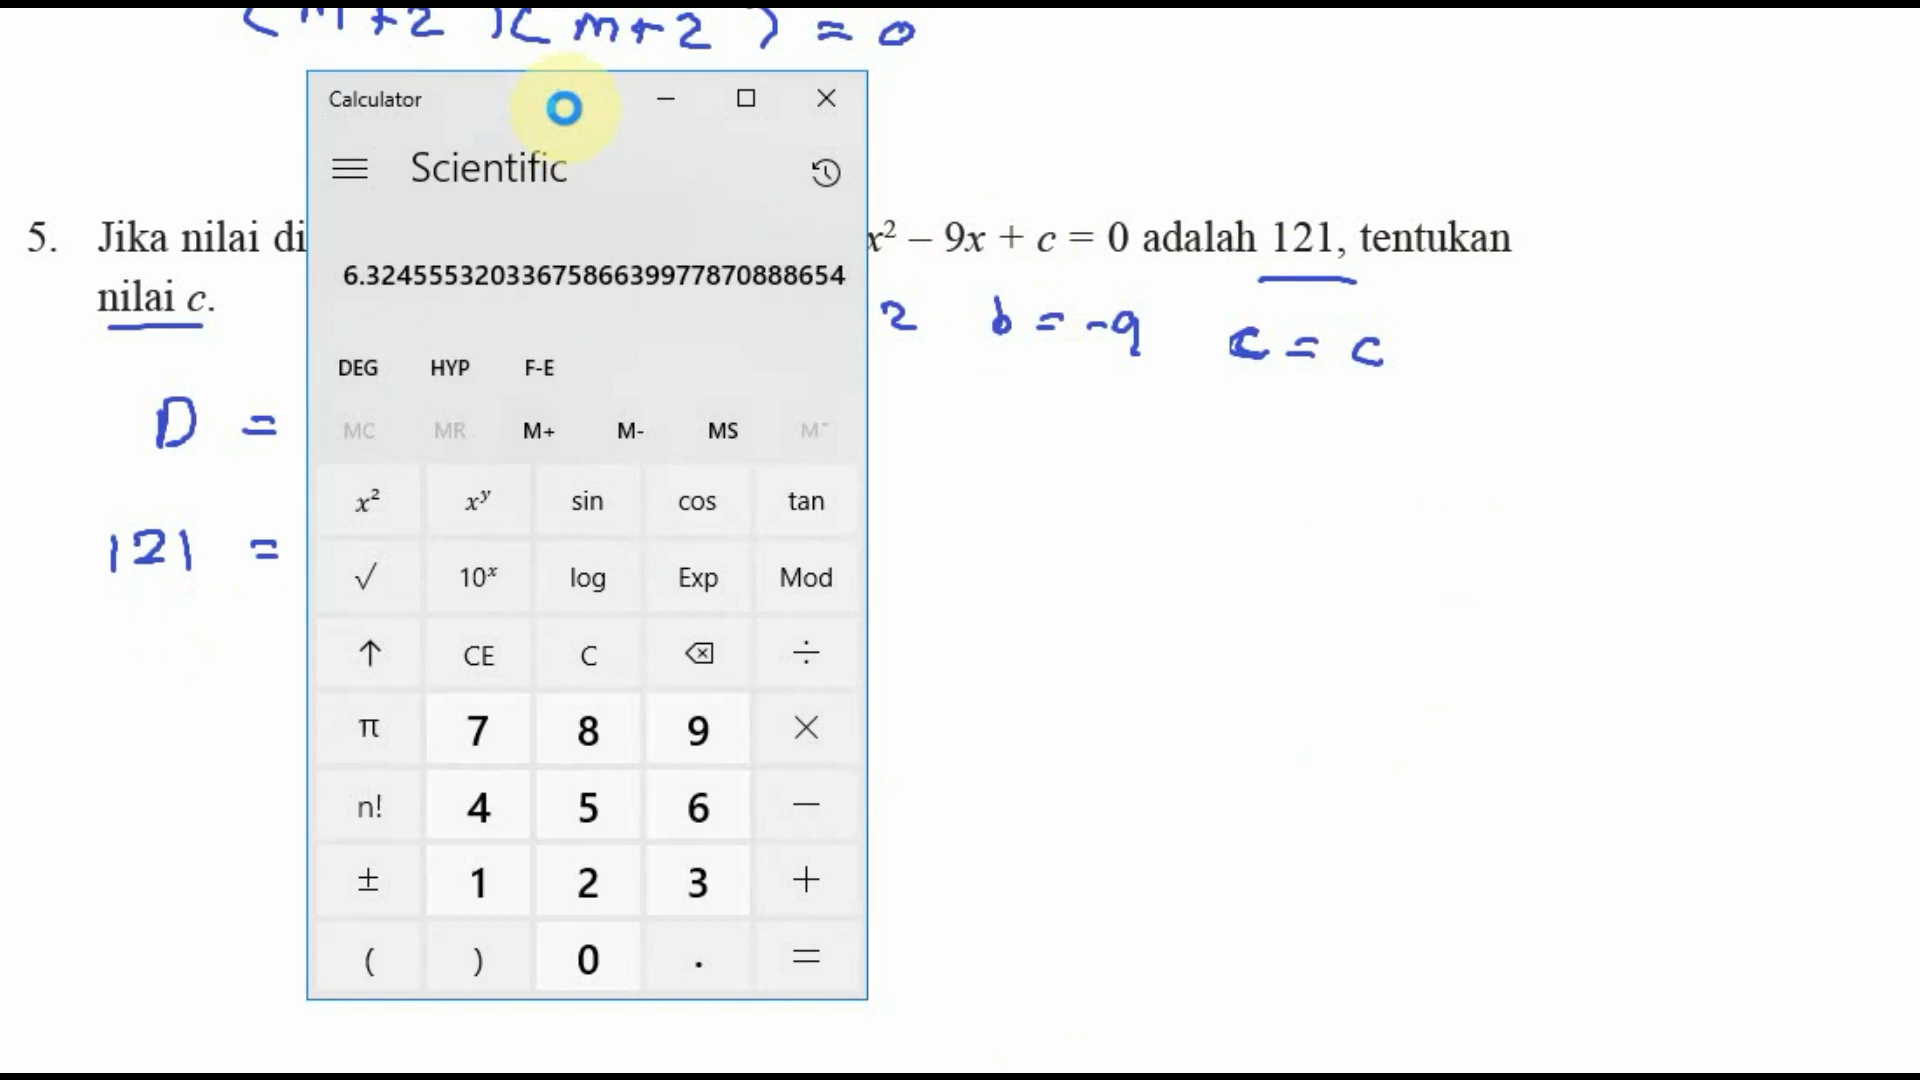 (m+2)(m+2) = 0
Calculator
Scientific
5. Jika nilai di x² – 9x + c = 0 adalah 121, tentukan
6.3245553203367586639977870888654
nilai c.
2 b = -9 c = c
DEG HYP F-E
D =
MC MR M+ M- MS M˅
x² xʸ sin cos tan
121 =
√ 10ˣ log Exp Mod
↑ CE C ÷
π 7 8 9 ×
n! 4 5 6 −
± 1 2 3 +
( ) 0 . =